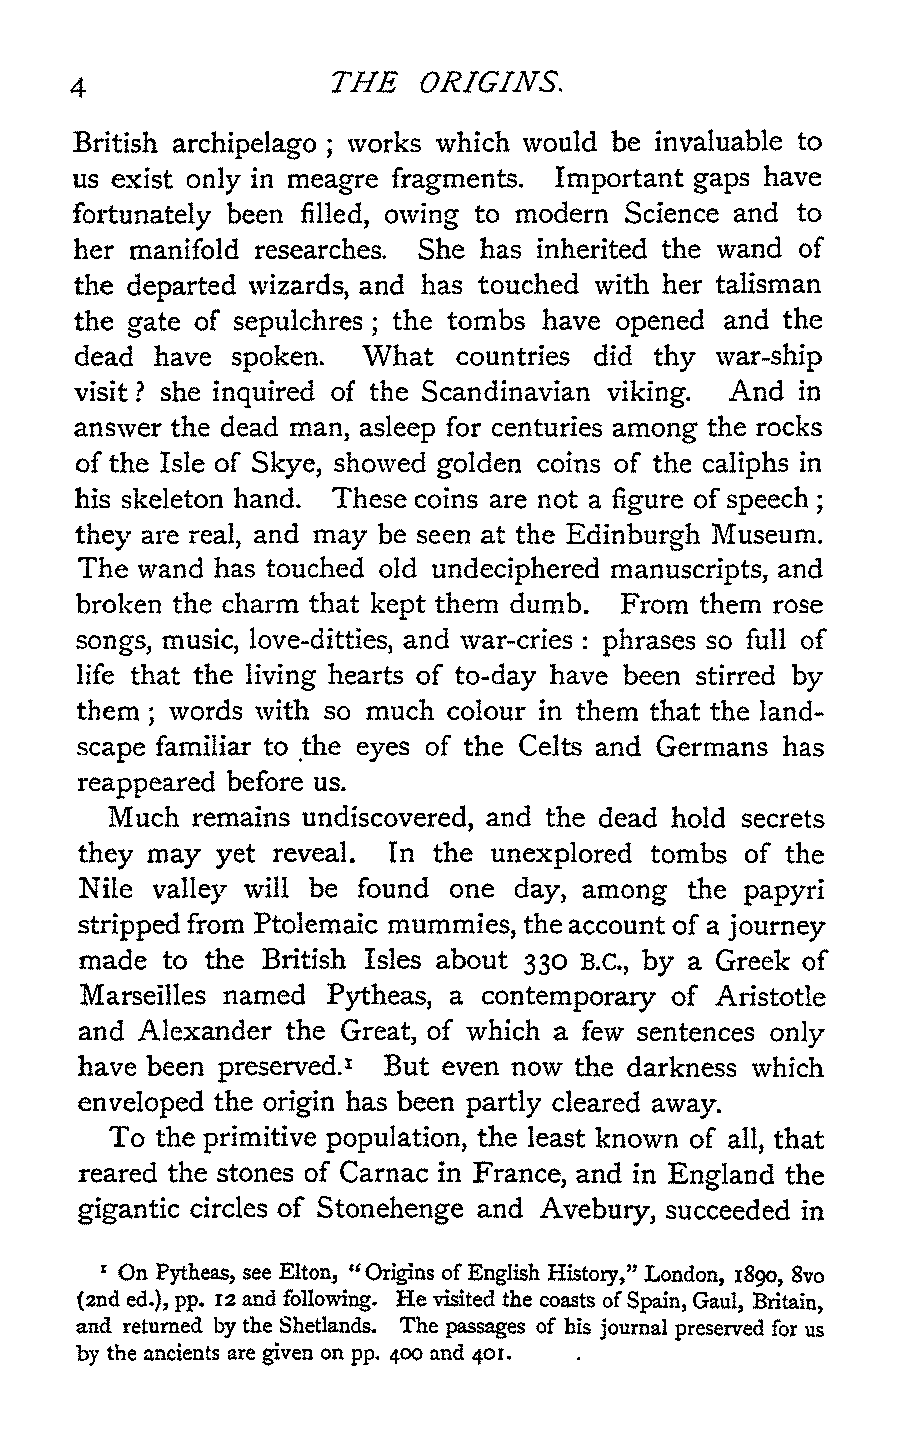 4 THE ORIGINS.
British archipelago ; works which would be invaluable to
us exist only in meagre fragments. Important gaps have
fortunately been filled, owing to modern Science and to
her manifold researches. She has inherited the wand of
the departed wizards, and has touched with her talisman
the gate of sepulchres ; the tombs have opened and the
dead have spoken. What countries did thy war-ship
visit ? she inquired of the Scandinavian viking. And in
answer the dead man, asleep for centuries among the rocks
of the Isle of Skye, showed golden coins of the caliphs in
his skeleton hand. These coins are not a figure of speech ;
they are real, and may be seen at the Edinburgh Museum.
The wand has touched old undeciphered manuscripts, and
broken the charm that kept them dumb. From them rose
songs, music, love-ditties, and war-cries : phrases so full of
life that the living hearts of to-day have been stirred by
them ; words with so much colour in them that the land-
scape familiar to the eyes of the Celts and Germans has
reappeared before us.
Much remains undiscovered, and the dead hold secrets
they may yet reveal. In the unexplored tombs of the
Nile valley will be found one day, among the papyri
stripped from Ptolemaic mummies, the account of a journey
made to the British Isles about 330 B.C., by a Greek of
Marseilles named Pytheas, a contemporary of Aristotle
and Alexander the Great, of which a few sentences only
have been preserved.¹ But even now the darkness which
enveloped the origin has been partly cleared away.
To the primitive population, the least known of all, that
reared the stones of Carnac in France, and in England the
gigantic circles of Stonehenge and Avebury, succeeded in
¹ On Pytheas, see Elton, "Origins of English History," London, 1890, 8vo
(2nd ed.), pp. 12 and following. He visited the coasts of Spain, Gaul, Britain,
and returned by the Shetlands. The passages of his journal preserved for us
by the ancients are given on pp. 400 and 401.